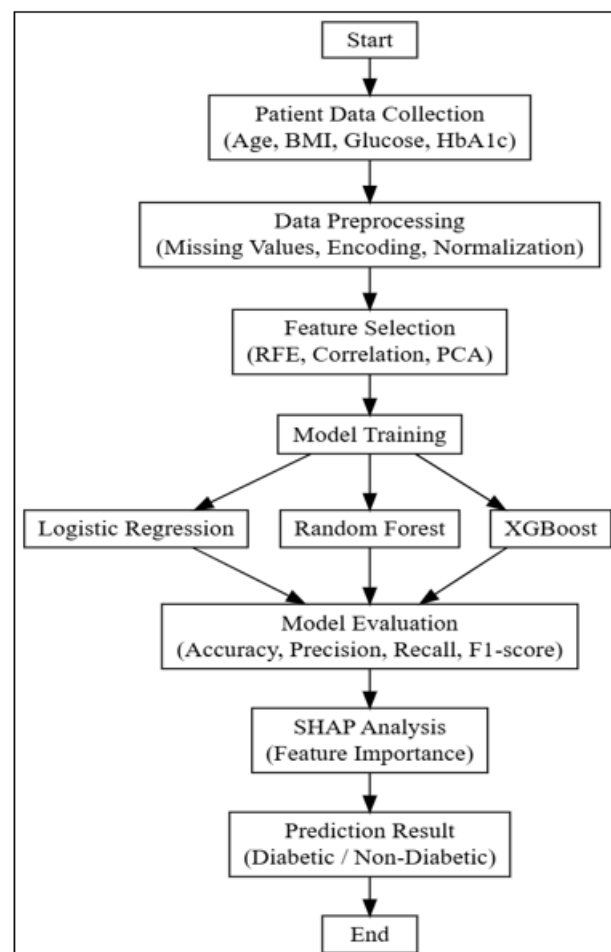 Start
Patient Data Collection
(Age, BMI, Glucose, HbA1c)
Data Preprocessing
(Missing Values, Encoding, Normalization)
Feature Selection
(RFE, Correlation, PCA)
Model Training
Logistic Regression
Random Forest
XGBoost
Model Evaluation
(Accuracy, Precision, Recall, F1-score)
SHAP Analysis
(Feature Importance)
Prediction Result
(Diabetic / Non-Diabetic)
End